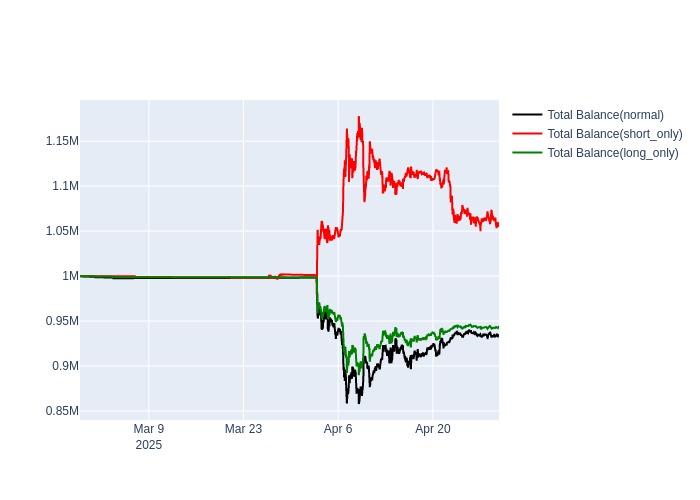 Total Balance(normal)
Total Balance(short_only)
Total Balance(long_only)
1.15M
1.1M
1.05M
1M
0.95M
0.9M
0.85M
Mar 9
2025
Mar 23
Apr 6
Apr 20